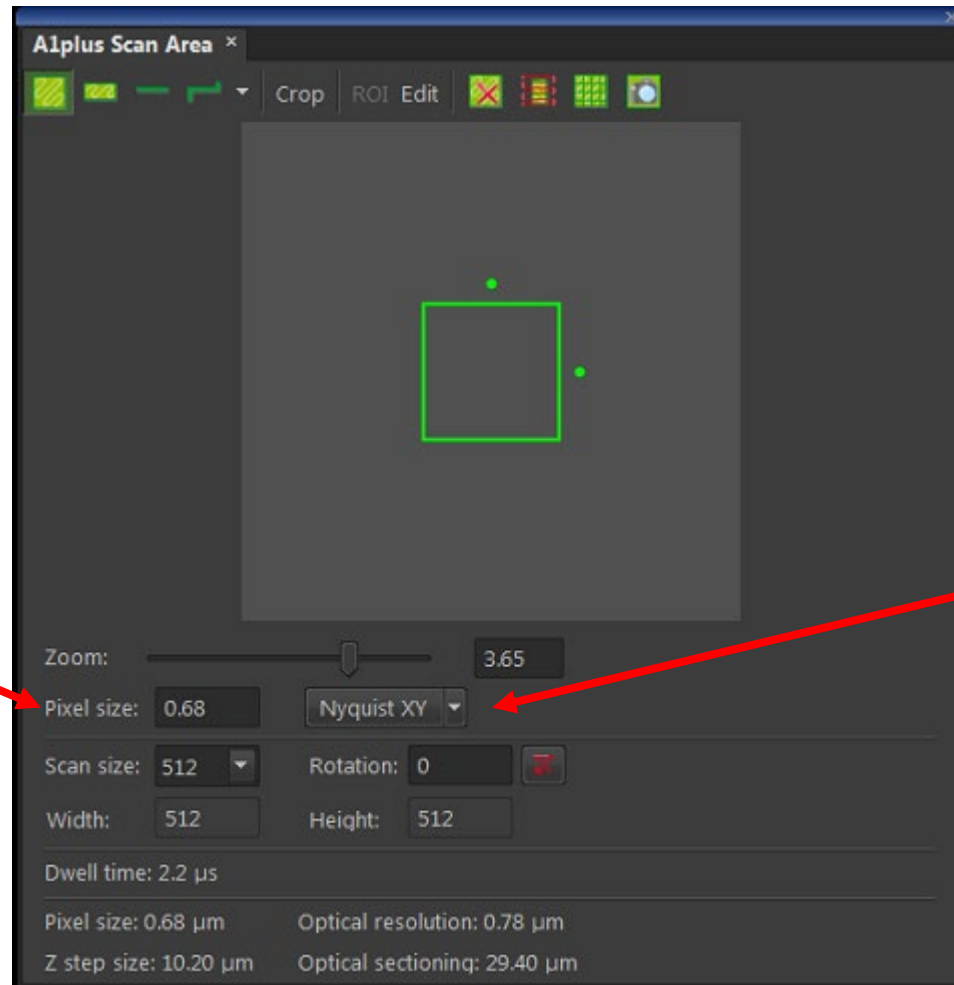 A1plus Scan Area ×
Crop ROI Edit
Zoom: 3.65
Pixel size: 0.68 Nyquist XY
Scan size: 512 Rotation: 0
Width: 512 Height: 512
Dwell time: 2.2 µs
Pixel size: 0.68 µm Optical resolution: 0.78 µm
Z step size: 10.20 µm Optical sectioning: 29.40 µm